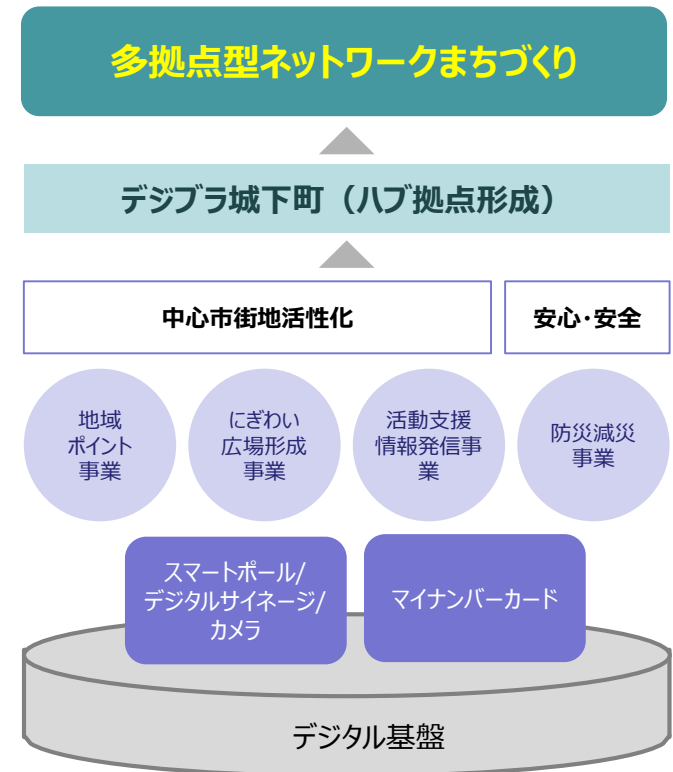 多拠点型ネットワークまちづくり
デジブラ城下町（ハブ拠点形成）
中心市街地活性化
安心・安全
地域
ポイント
事業
にぎわい
広場形成
事業
活動支援
情報発信事
業
防災減災
事業
スマートポール/
デジタルサイネージ/
カメラ
マイナンバーカード
デジタル基盤